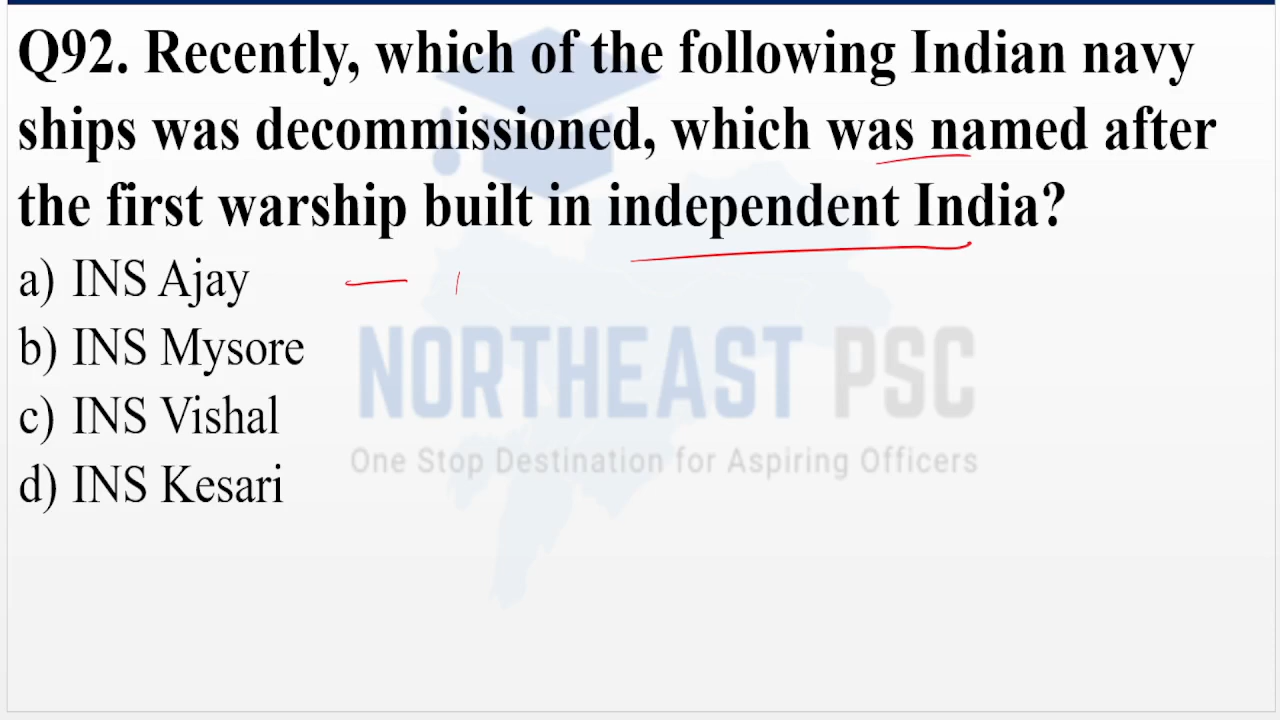 Q92. Recently, which of the following Indian navy
ships was decommissioned, which was named after
the first warship built in independent India?
a) INS Ajay
b) INS Mysore
c) INS Vishal
d) INS Kesari
NORTHEAST PSC
One Stop Destination for Aspiring Officers